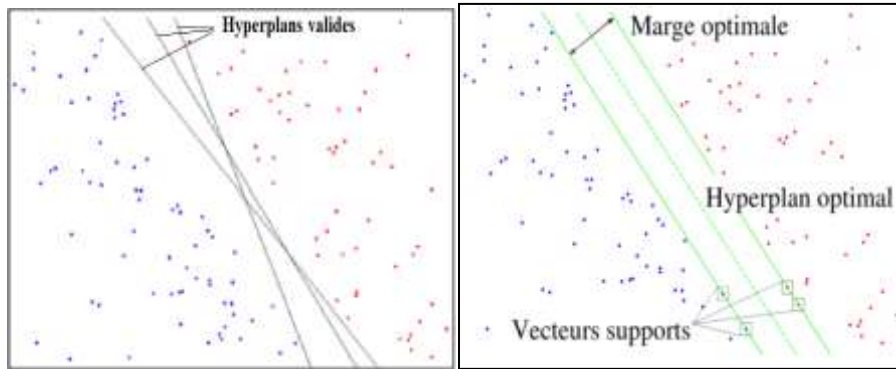 Hyperplans valides
Marge optimale
Hyperplan optimal
Vecteurs supports